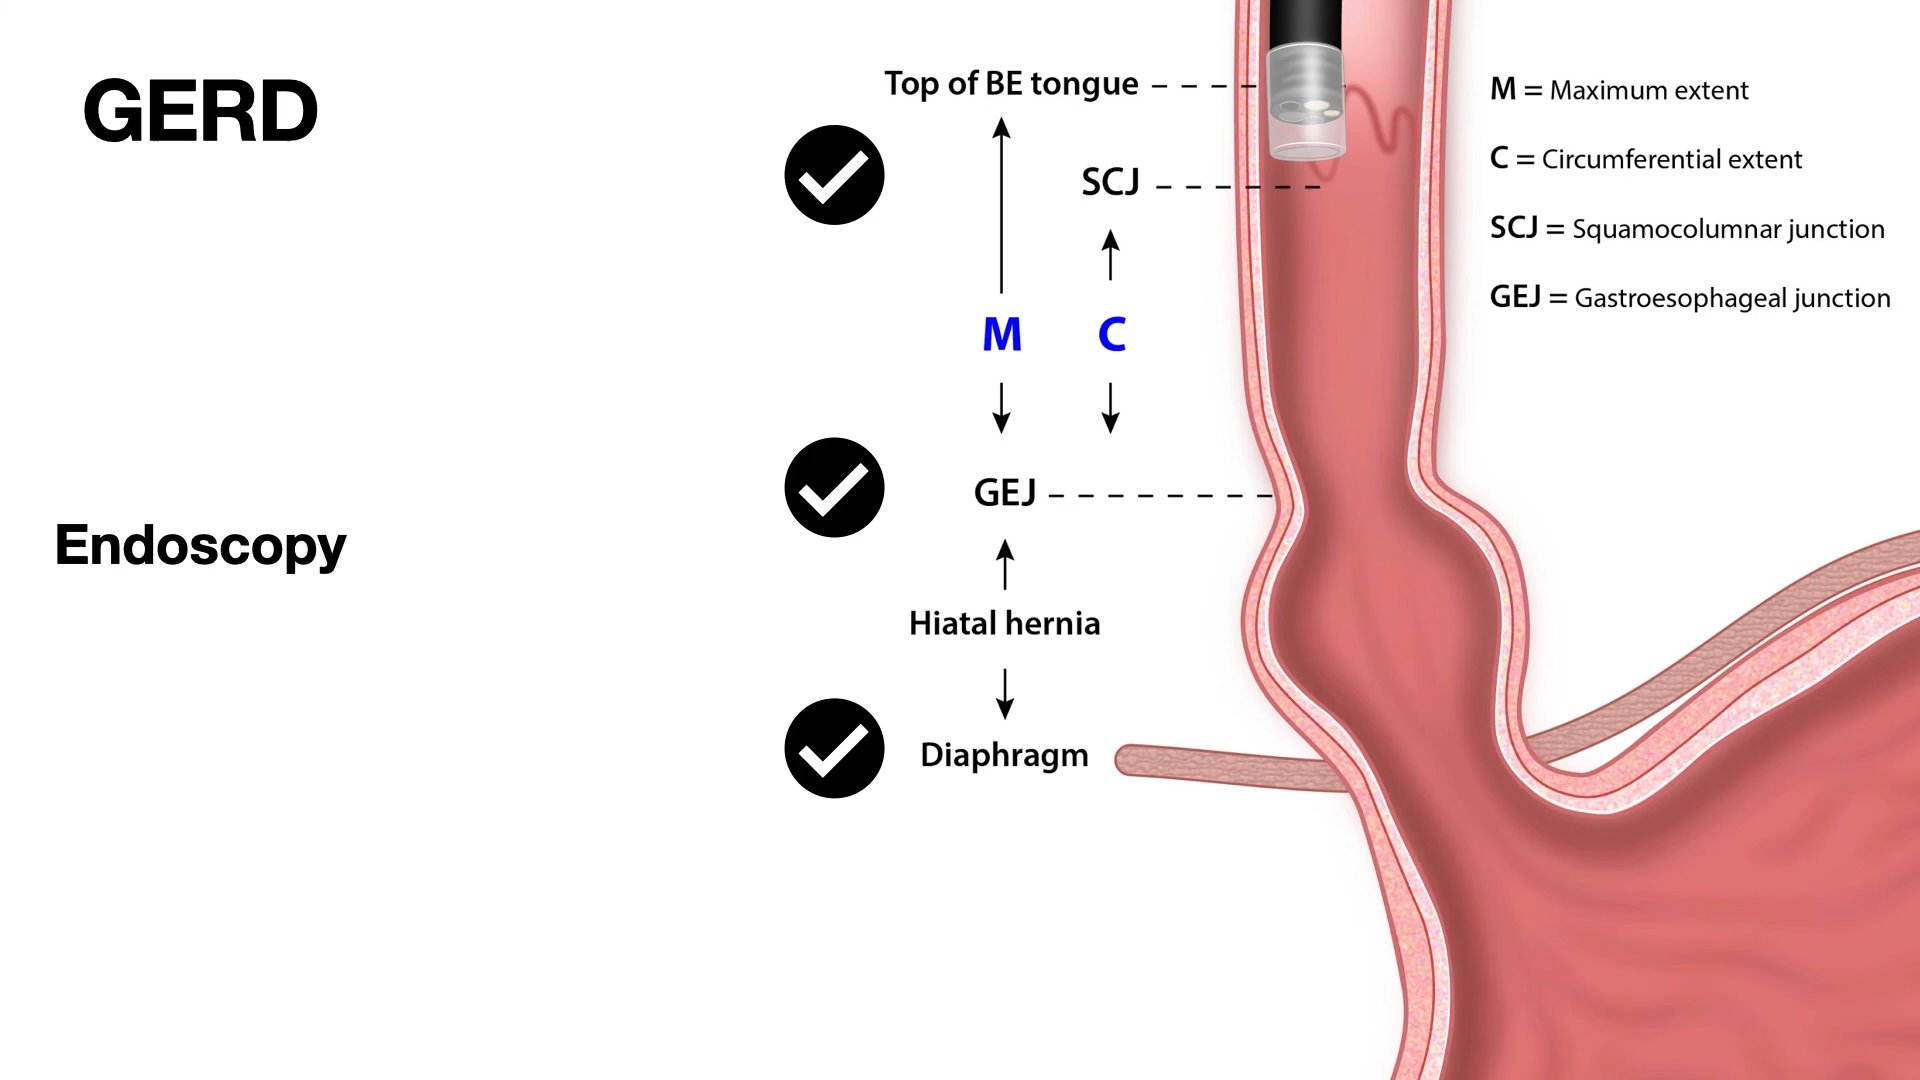 GERD
Endoscopy
Top of BE tongue
SCJ
M
C
GEJ
Hiatal hernia
Diaphragm
M = Maximum extent
C = Circumferential extent
SCJ = Squamocolumnar junction
GEJ = Gastroesophageal junction